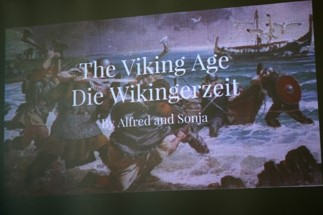 The Viking Age
Die Wikingerzeit
By Alfred and Sonja